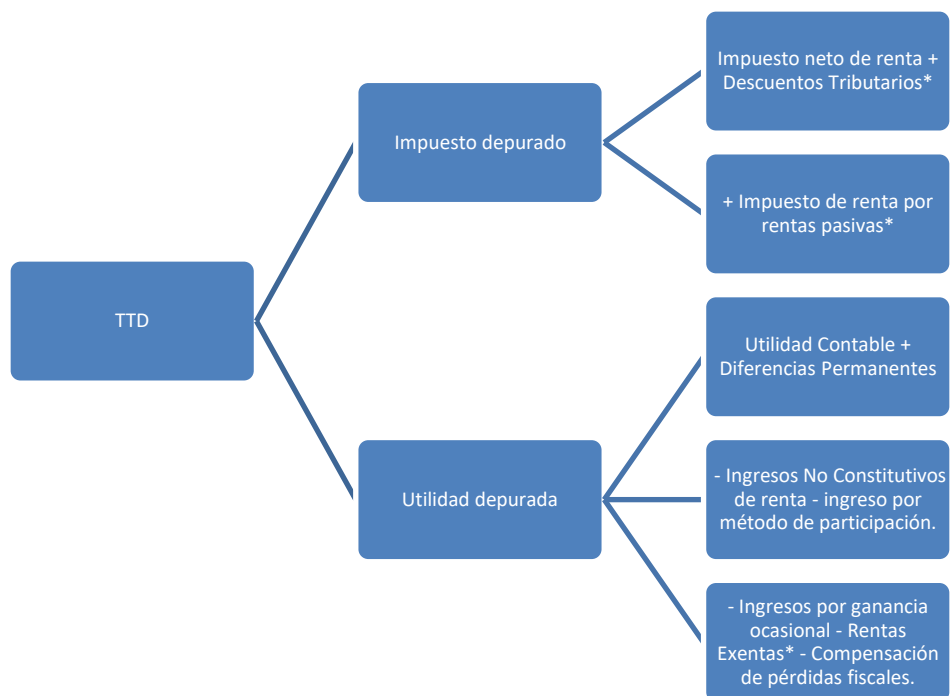 Impuesto neto de renta +
Descuentos Tributarios*
Impuesto depurado
+ Impuesto de renta por
rentas pasivas*
TTD
Utilidad Contable +
Diferencias Permanentes
Utilidad depurada
- Ingresos No Constitutivos
de renta - ingreso por
método de participación.
- Ingresos por ganancia
ocasional - Rentas
Exentas* - Compensación
de pérdidas fiscales.